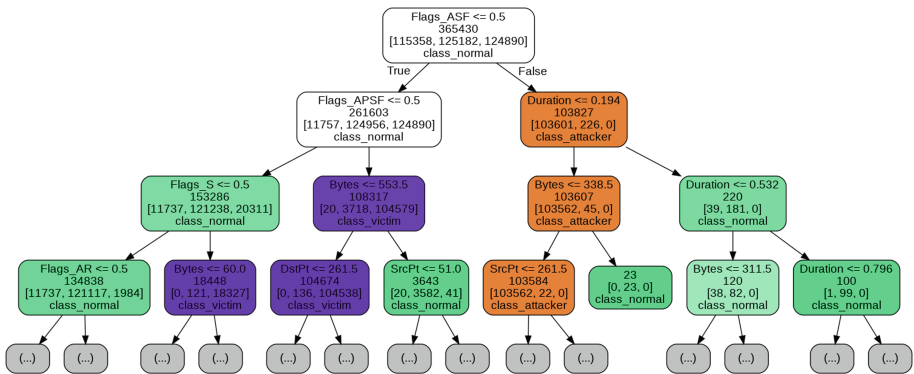 Flags_ASF <= 0.5
365430
[115358, 125182, 124890]
class_normal
True
False
Flags_APSF <= 0.5
261603
[11757, 124956, 124890]
class_normal
Duration <= 0.194
103827
[103601, 226, 0]
class_attacker
Flags_S <= 0.5
153286
[11737, 121238, 20311]
class_normal
Bytes <= 553.5
108317
[20, 3718, 104579]
class_victim
Bytes <= 338.5
103607
[103562, 45, 0]
class_attacker
Duration <= 0.532
220
[39, 181, 0]
class_normal
Flags_AR <= 0.5
134838
[11737, 121117, 1984]
class_normal
Bytes <= 60.0
18448
[0, 121, 18327]
class_victim
DstPt <= 261.5
104674
[0, 136, 104538]
class_victim
SrcPt <= 51.0
3643
[20, 3582, 41]
class_normal
SrcPt <= 261.5
103584
[103562, 22, 0]
class_attacker
23
[0, 23, 0]
class_normal
Bytes <= 311.5
120
[38, 82, 0]
class_normal
Duration <= 0.796
100
[1, 99, 0]
class_normal
(...)
(...)
(...)
(...)
(...)
(...)
(...)
(...)
(...)
(...)
(...)
(...)
(...)
(...)